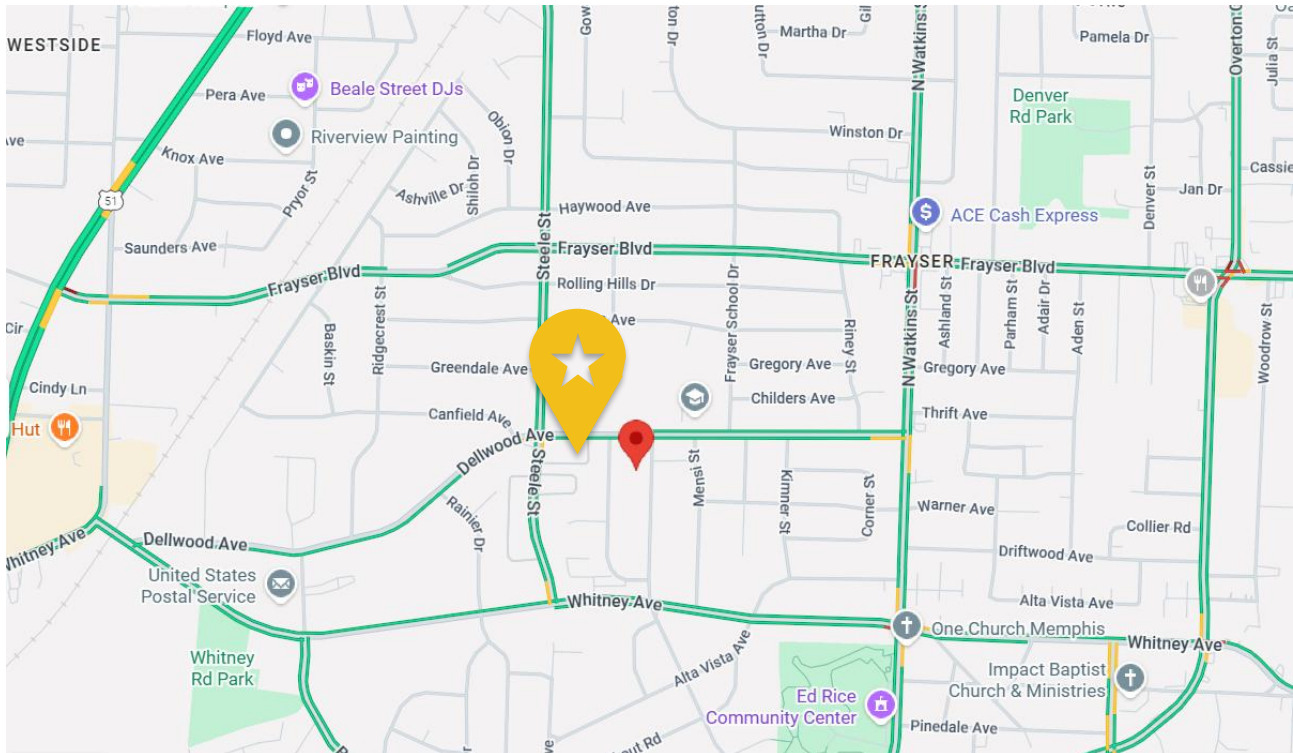 Floyd Ave
WESTSIDE
Pera Ave
Beale Street DJs
Riverview Painting
Knox Ave
Obion Dr
Pryor St
Ashville Dr
Shiloh Dr
51
Saunders Ave
Haywood Ave
Steele St
Frayser Blvd
Frayser Blvd
Rolling Hills Dr
Martha Dr
Winston Dr
N Watkins St
Denver
Rd Park
Pamela Dr
Overton
Julia St
Denver St
Jan Dr
Cassie
ACE Cash Express
FRAYSER
Frayser Blvd
Frayser School Dr
Riney St
N Watkins St
Ashland St
Parham St
Adair Dr
Aden St
Woodrow St
Cir
Baskin St
Ridgecrest St
Ave
Greendale Ave
Gregory Ave
Gregory Ave
Cindy Ln
Canfield Ave
Childers Ave
Thrift Ave
Hut
Dellwood Ave
Steele St
Mensi St
Kirmer St
Corner St
Warner Ave
Collier Rd
Rainier Dr
Whitney Ave
Dellwood Ave
Driftwood Ave
United States
Postal Service
Whitney Ave
Alta Vista Ave
One Church Memphis
Whitney Ave
Whitney
Rd Park
Alta Vista Ave
Impact Baptist
Church & Ministries
Ed Rice
Community Center
Pinedale Ave
Rd